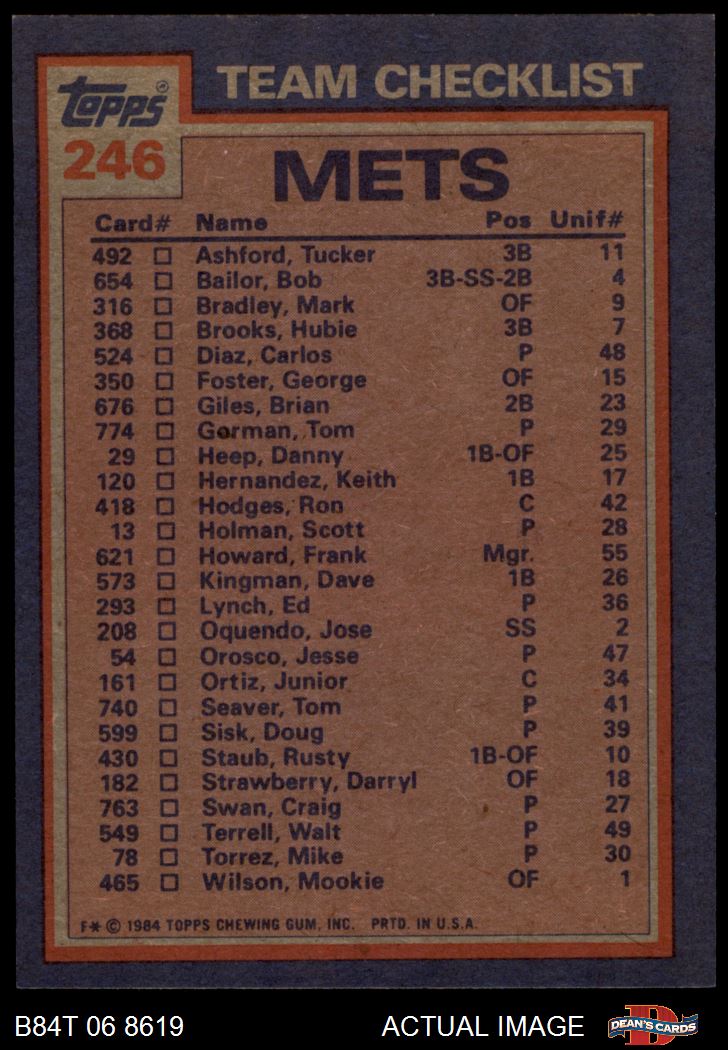 topps®
TEAM CHECKLIST
246
METS
Card# Name Pos Unif#
492 Ashford, Tucker 3B 11
654 Bailor, Bob 3B-SS-2B 4
316 Bradley, Mark OF 9
368 Brooks, Hubie 3B 7
524 Diaz, Carlos P 48
350 Foster, George OF 15
676 Giles, Brian 2B 23
774 Gorman, Tom P 29
29 Heep, Danny 1B-OF 25
120 Hernandez, Keith 1B 17
418 Hodges, Ron C 42
13 Holman, Scott P 28
621 Howard, Frank Mgr. 55
573 Kingman, Dave 1B 26
293 Lynch, Ed P 36
208 Oquendo, Jose SS 2
54 Orosco, Jesse P 47
161 Ortiz, Junior C 34
740 Seaver, Tom P 41
599 Sisk, Doug P 39
430 Staub, Rusty 1B-OF 10
182 Strawberry, Darryl OF 18
763 Swan, Craig P 27
549 Terrell, Walt P 49
78 Torrez, Mike P 30
465 Wilson, Mookie OF 1
F* © 1984 TOPPS CHEWING GUM, INC. PRTD. IN U.S.A.
B84T 06 8619 ACTUAL IMAGE D DEAN'S CARDS